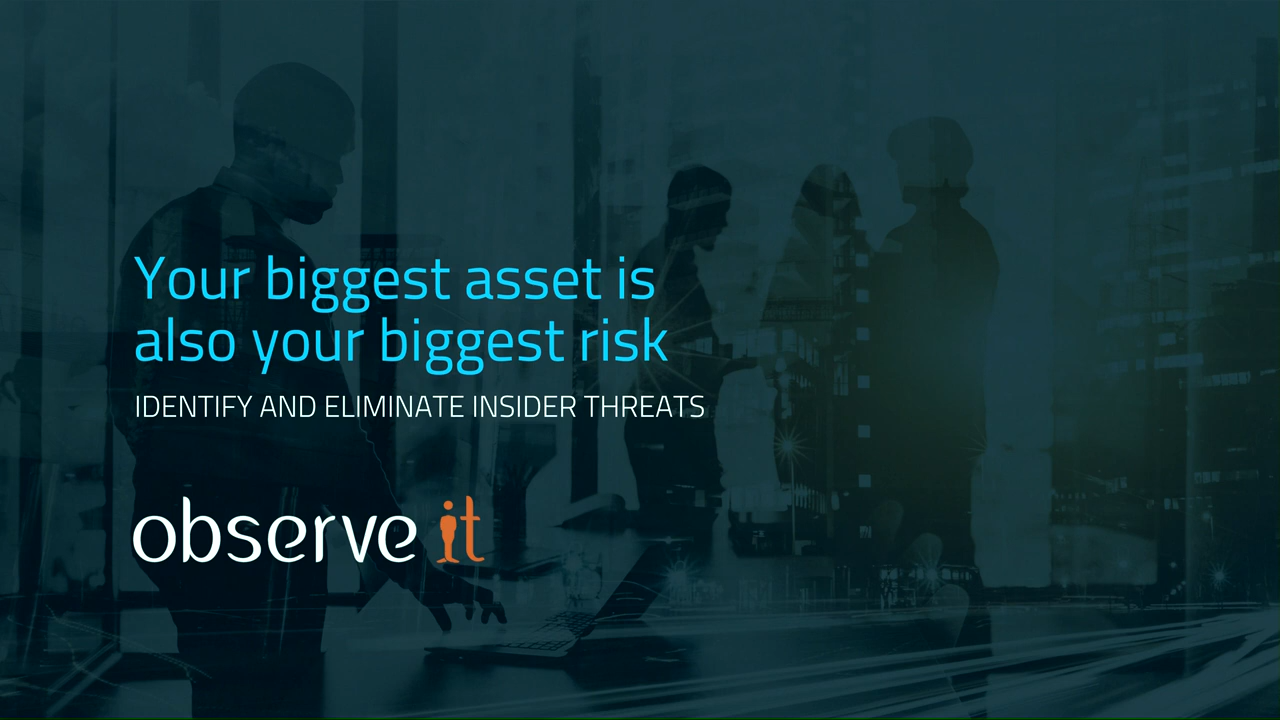 Your biggest asset is
also your biggest risk
IDENTIFY AND ELIMINATE INSIDER THREATS
observe it